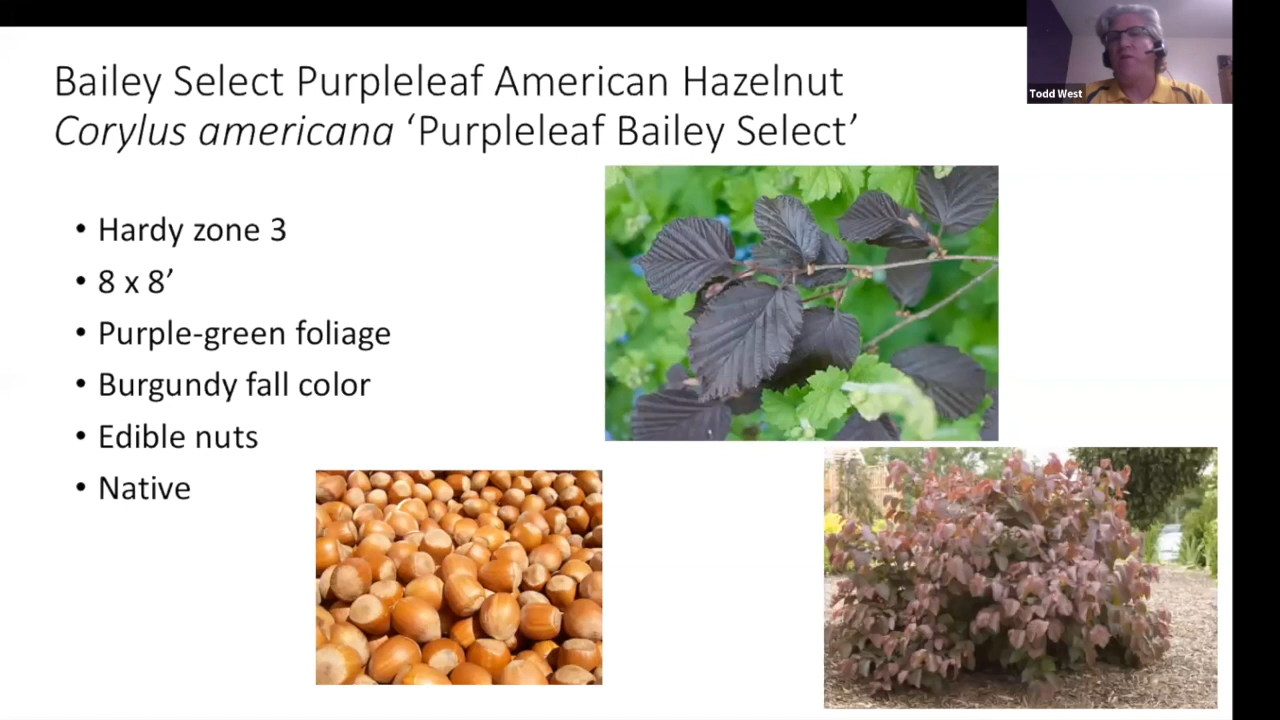 Bailey Select Purpleleaf American Hazelnut
Corylus americana ‘Purpleleaf Bailey Select’
• Hardy zone 3
• 8 x 8’
• Purple-green foliage
• Burgundy fall color
• Edible nuts
• Native
Todd West